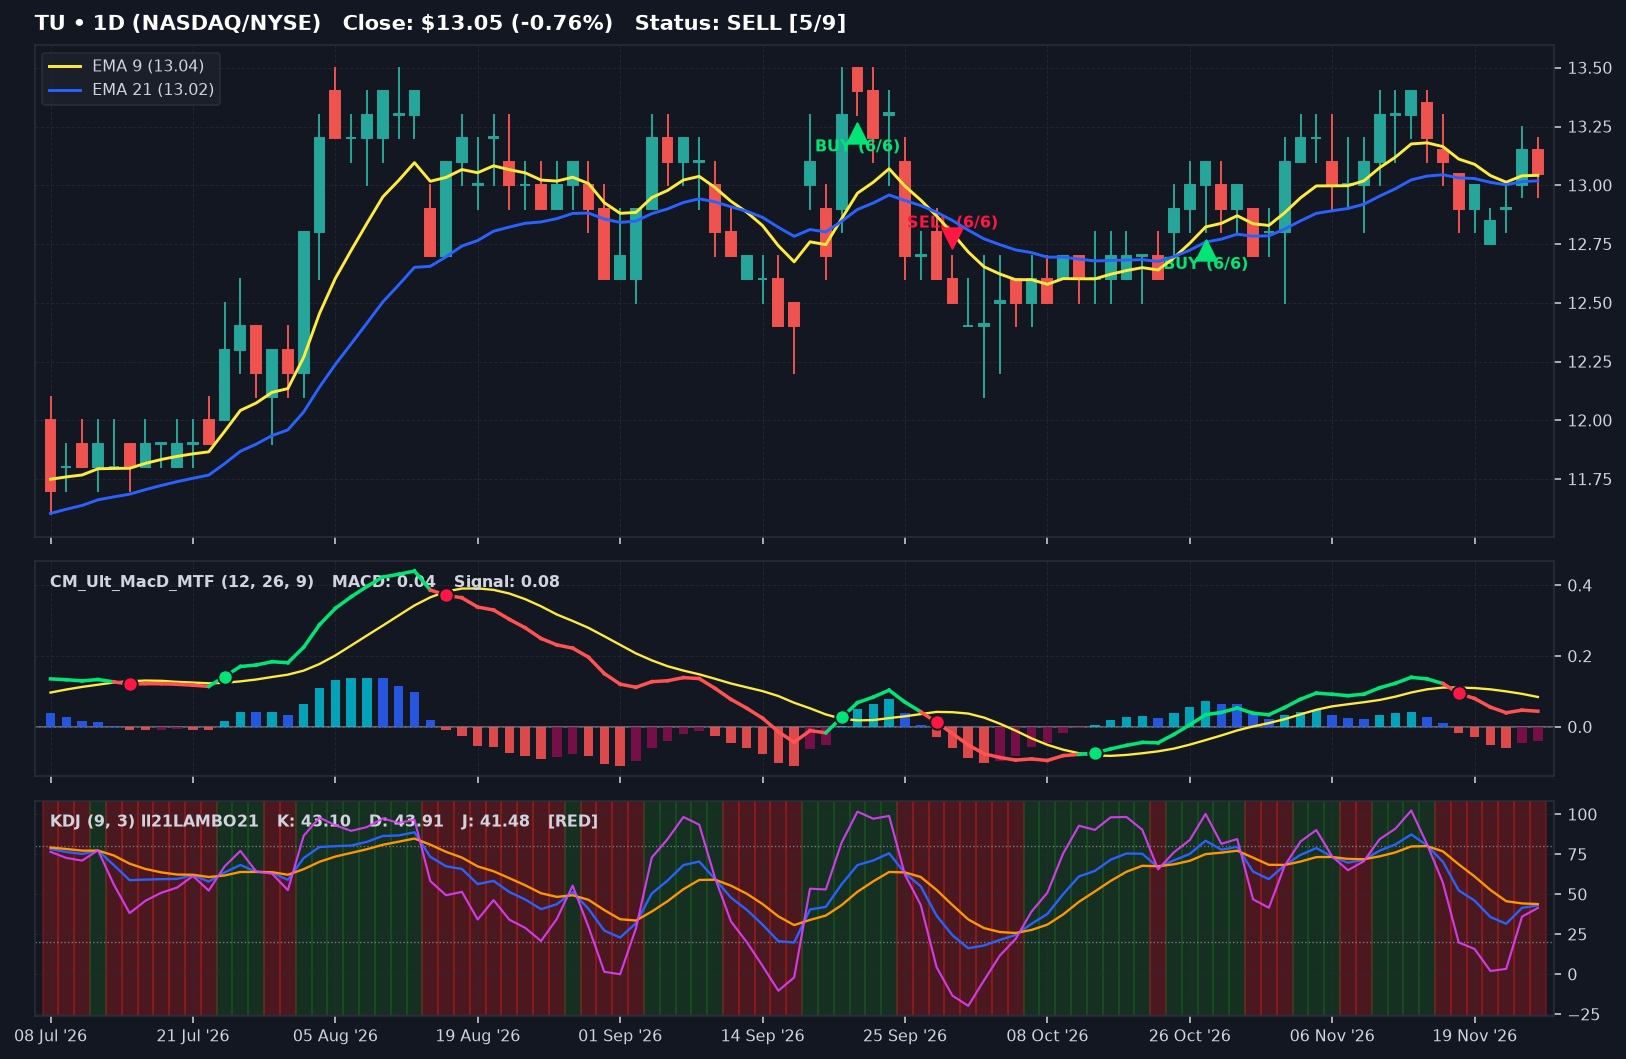 TU • 1D (NASDAQ/NYSE)   Close: $13.05 (-0.76%)   Status: SELL [5/9]
EMA 9 (13.04)
EMA 21 (13.02)
BUY (6/6)
SELL (6/6)
BUY (6/6)
13.50
13.25
13.00
12.75
12.50
12.25
12.00
11.75
CM_Ult_MacD_MTF (12, 26, 9)   MACD: 0.04   Signal: 0.08
0.4
0.2
0.0
KDJ (9, 3) II21LAMBO21   K: 43.10   D: 43.91   J: 41.48   [RED]
100
75
50
25
0
−25
08 Jul '26
21 Jul '26
05 Aug '26
19 Aug '26
01 Sep '26
14 Sep '26
25 Sep '26
08 Oct '26
26 Oct '26
06 Nov '26
19 Nov '26